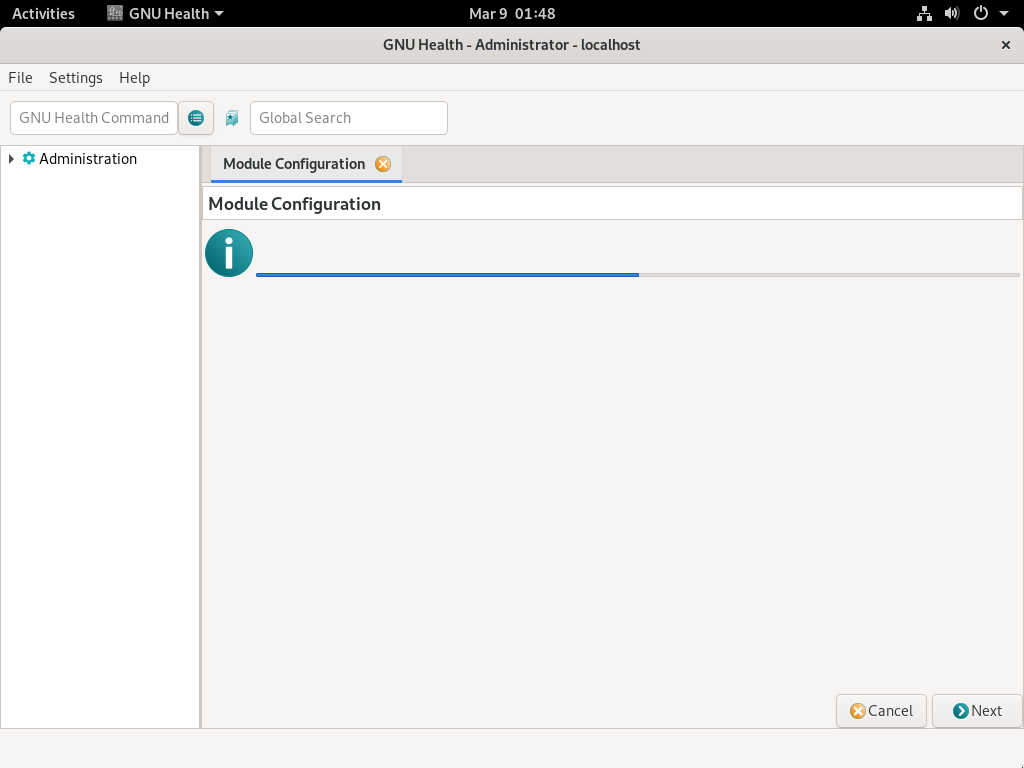 Activities GNU Health Mar 9 01:48
GNU Health - Administrator - localhost
File Settings Help
GNU Health Command Global Search
Administration
Module Configuration
Module Configuration
Cancel Next